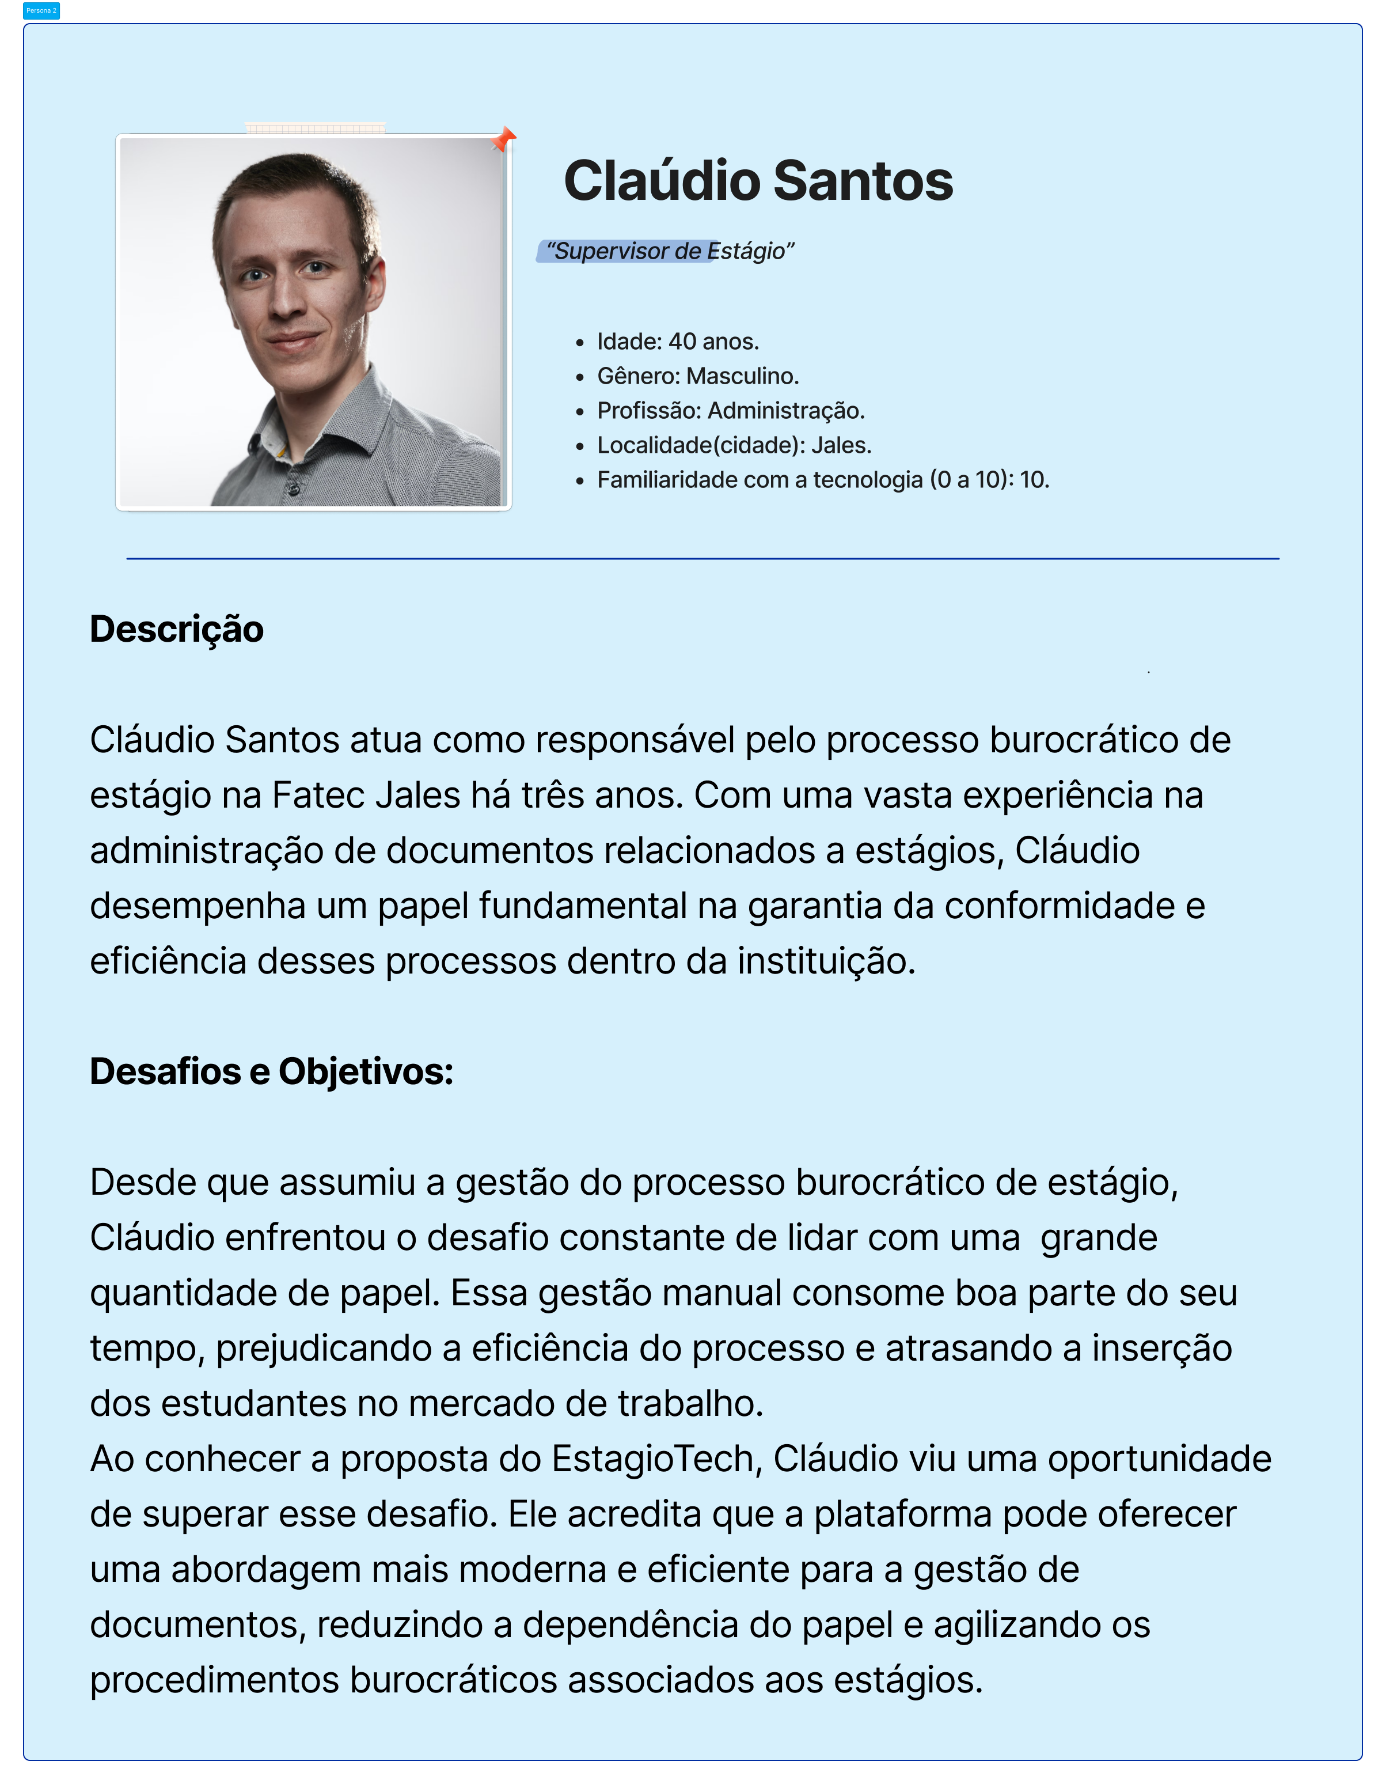 Persona 2
Claúdio Santos
“Supervisor de Estágio”
• Idade: 40 anos.
• Gênero: Masculino.
• Profissão: Administração.
• Localidade(cidade): Jales.
• Familiaridade com a tecnologia (0 a 10): 10.
Descrição
.
Cláudio Santos atua como responsável pelo processo burocrático de
estágio na Fatec Jales há três anos. Com uma vasta experiência na
administração de documentos relacionados a estágios, Cláudio
desempenha um papel fundamental na garantia da conformidade e
eficiência desses processos dentro da instituição.
Desafios e Objetivos:
Desde que assumiu a gestão do processo burocrático de estágio,
Cláudio enfrentou o desafio constante de lidar com uma  grande
quantidade de papel. Essa gestão manual consome boa parte do seu
tempo, prejudicando a eficiência do processo e atrasando a inserção
dos estudantes no mercado de trabalho.
Ao conhecer a proposta do EstagioTech, Cláudio viu uma oportunidade
de superar esse desafio. Ele acredita que a plataforma pode oferecer
uma abordagem mais moderna e eficiente para a gestão de
documentos, reduzindo a dependência do papel e agilizando os
procedimentos burocráticos associados aos estágios.